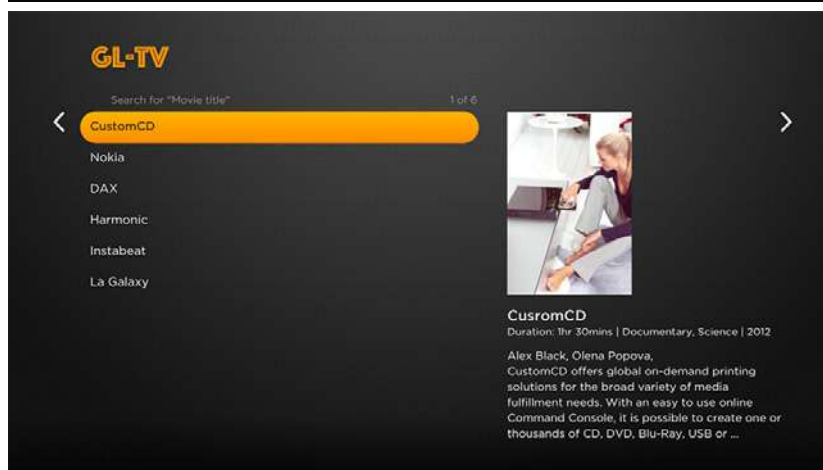 GL-TV
Search for "Movie title" 1 of 6
CustomCD
Nokia
DAX
Harmonic
Instabeat
La Galaxy
CusromCD
Duration: 1hr 30mins | Documentary, Science | 2012
Alex Black, Olena Popova,
CustomCD offers global on-demand printing
solutions for the broad variety of media
fulfillment needs. With an easy to use online
Command Console, it is possible to create one or
thousands of CD, DVD, Blu-Ray, USB or ...